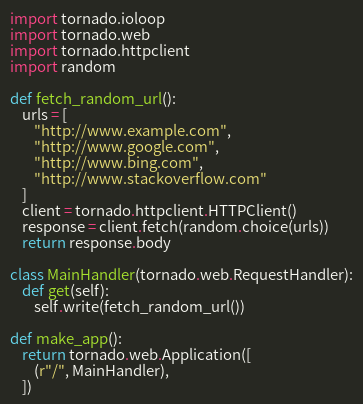 import tornado.ioloop
import tornado.web
import tornado.httpclient
import random

def fetch_random_url():
    urls = [
        "http://www.example.com",
        "http://www.google.com",
        "http://www.bing.com",
        "http://www.stackoverflow.com"
    ]
    client = tornado.httpclient.HTTPClient()
    response = client.fetch(random.choice(urls))
    return response.body

class MainHandler(tornado.web.RequestHandler):
    def get(self):
        self.write(fetch_random_url())

def make_app():
    return tornado.web.Application([
        (r"/", MainHandler),
    ])